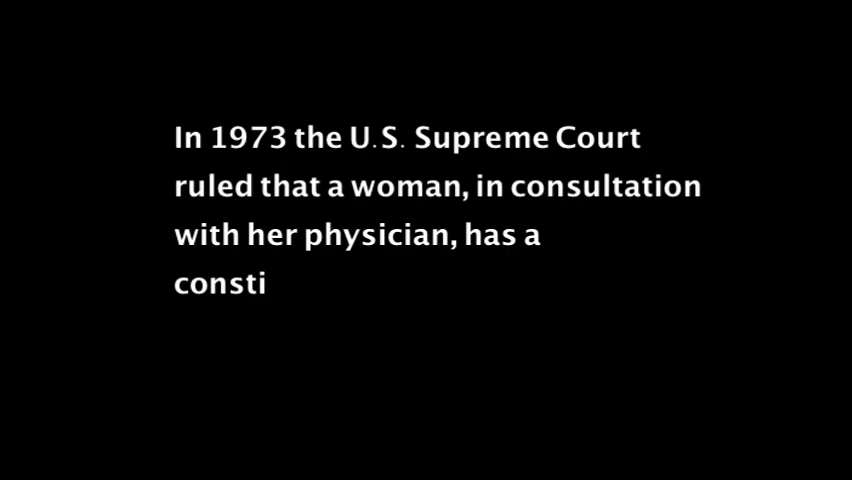 In 1973 the U.S. Supreme Court
ruled that a woman, in consultation
with her physician, has a
consti